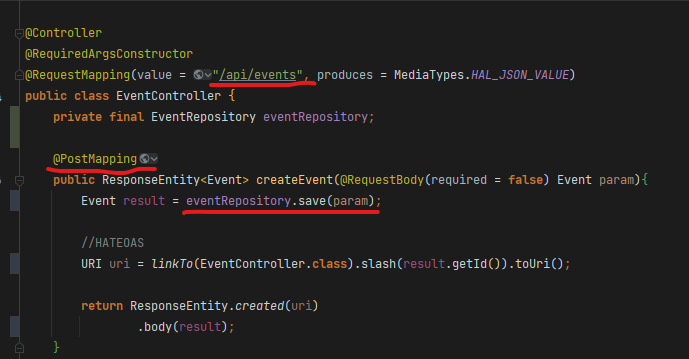 @Controller
@RequiredArgsConstructor
@RequestMapping(value = "/api/events", produces = MediaTypes.HAL_JSON_VALUE)
public class EventController {
private final EventRepository eventRepository;
@PostMapping
public ResponseEntity<Event> createEvent(@RequestBody(required = false) Event param){
Event result = eventRepository.save(param);
//HATEOAS
URI uri = linkTo(EventController.class).slash(result.getId()).toUri();
return ResponseEntity.created(uri)
.body(result);
}